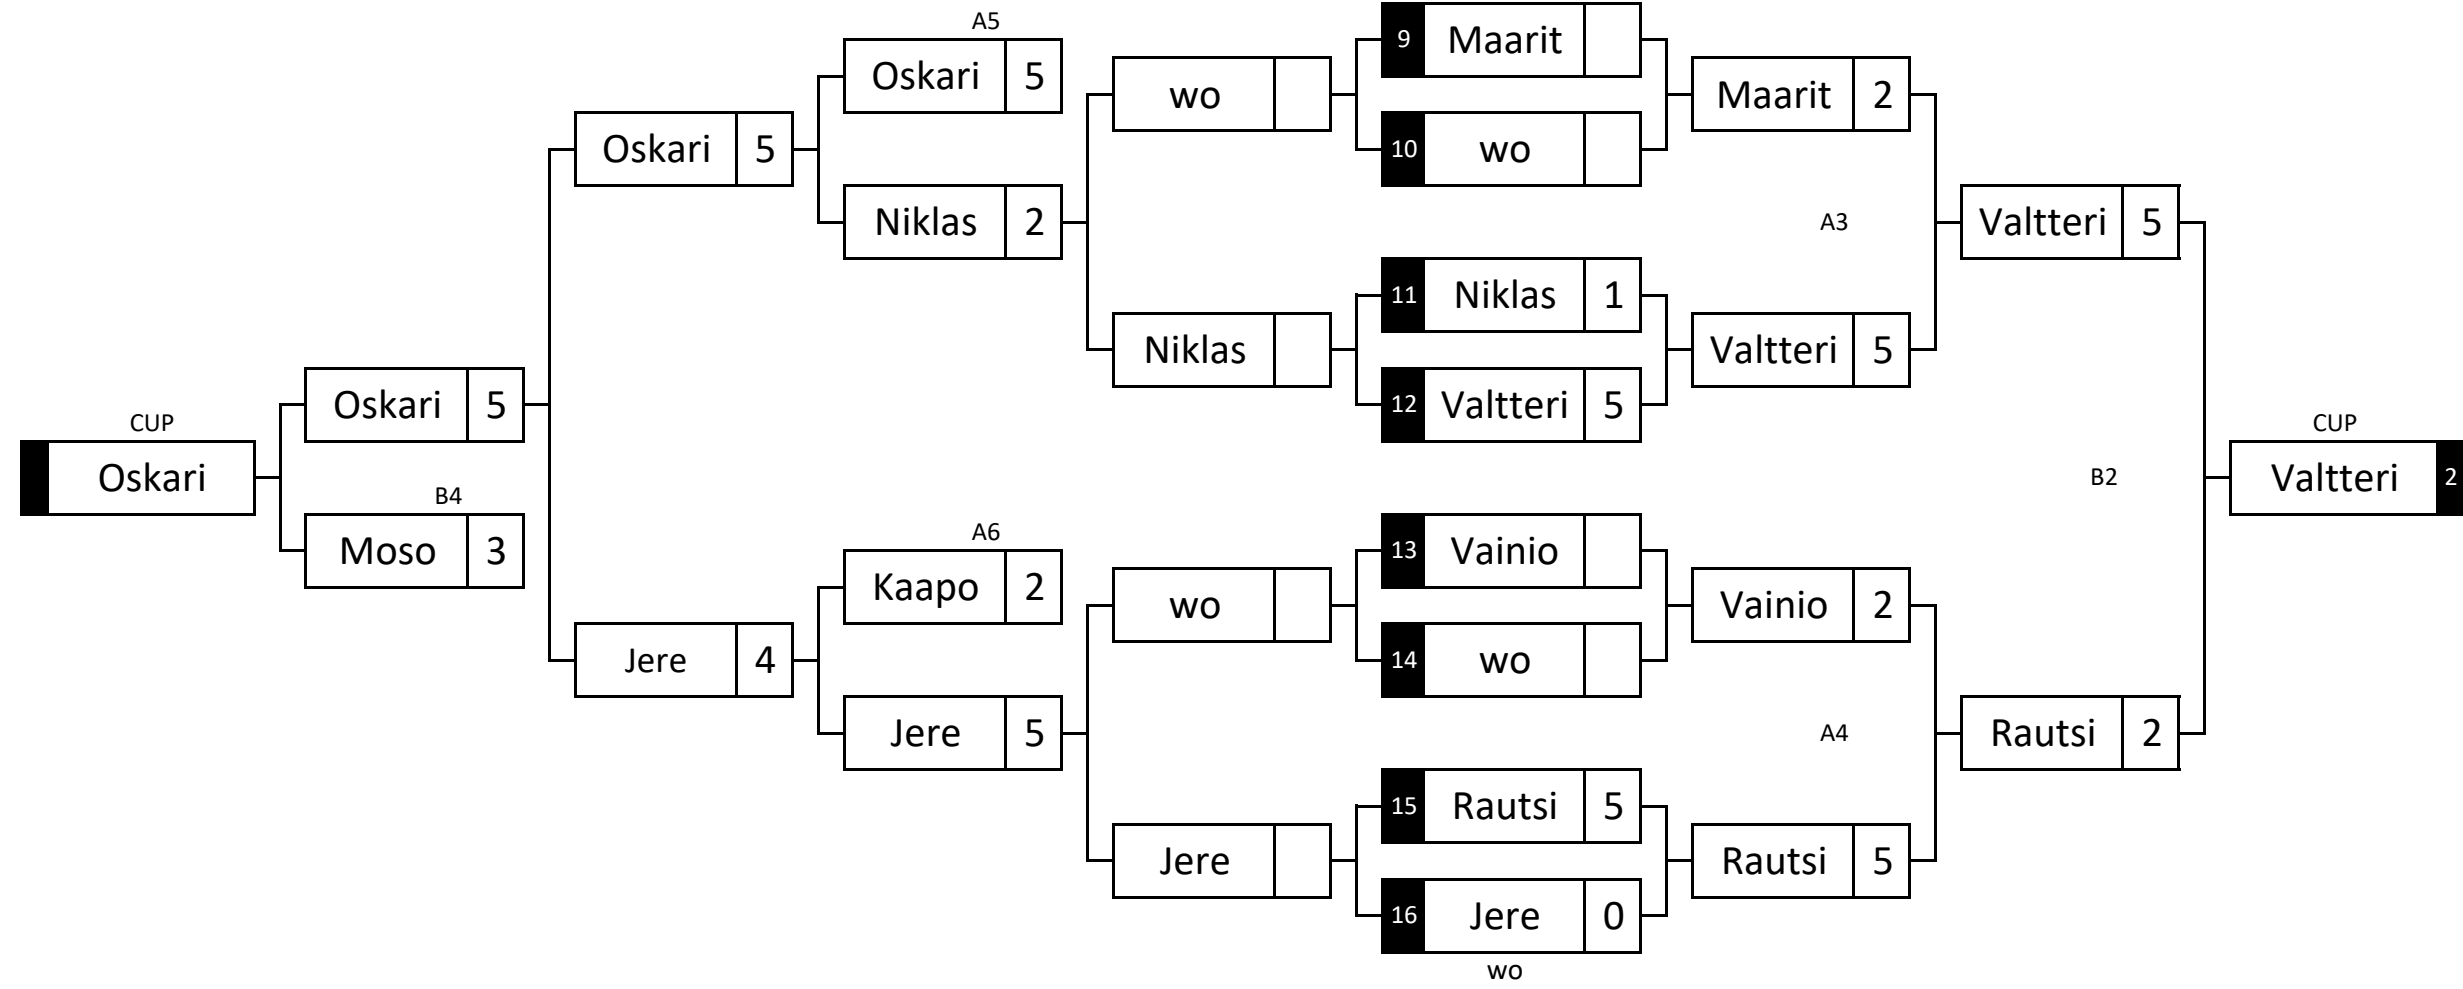 A5
9 Maarit
Oskari 5
wo
Maarit 2
Oskari 5
10 wo
Niklas 2
A3
Valtteri 5
11 Niklas 1
Niklas
Valtteri 5
Oskari 5
12 Valtteri 5
CUP
CUP
Oskari
B2
Valtteri 2
B4
A6
Moso 3
13 Vainio
Kaapo 2
wo
Vainio 2
Jere 4
14 wo
Jere 5
A4
Rautsi 2
15 Rautsi 5
Jere
Rautsi 5
16 Jere 0
wo